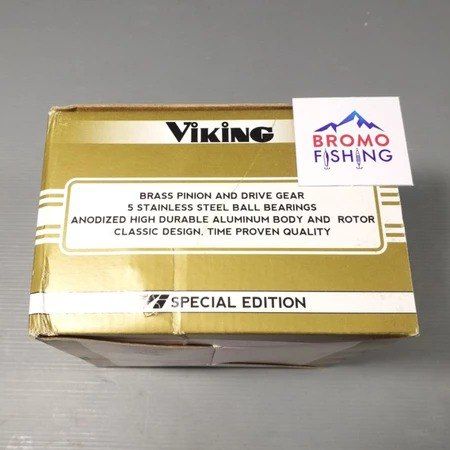 VIKING
BROMO
FISHING
BRASS PINION AND DRIVE GEAR
5 STAINLESS STEEL BALL BEARINGS
ANODIZED HIGH DURABLE ALUMINUM BODY AND ROTOR
CLASSIC DESIGN, TIME PROVEN QUALITY
SPECIAL EDITION